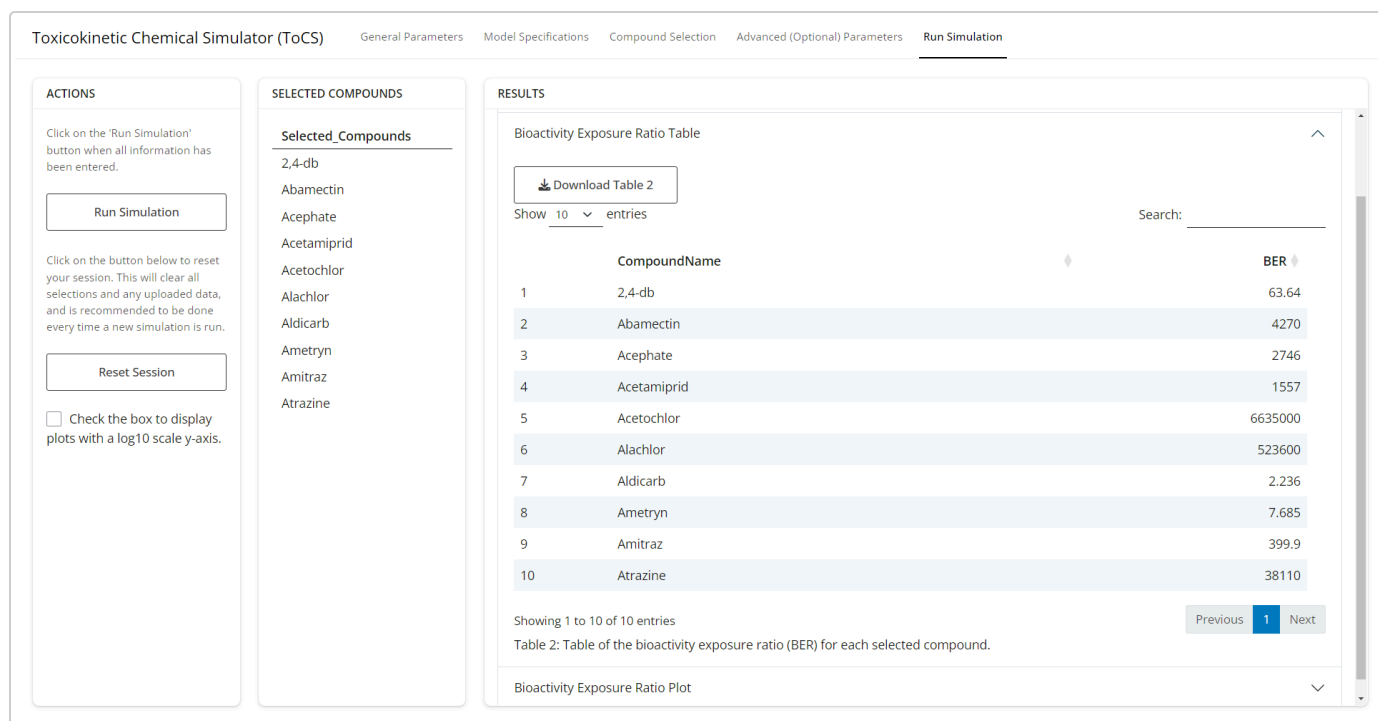 Toxicokinetic Chemical Simulator (ToCS) General Parameters Model Specifications Compound Selection Advanced (Optional) Parameters Run Simulation
ACTIONS
Click on the 'Run Simulation'
button when all information has
been entered.
Run Simulation
Click on the button below to reset
your session. This will clear all
selections and any uploaded data,
and is recommended to be done
every time a new simulation is run.
Reset Session
Check the box to display
plots with a log10 scale y-axis.
SELECTED COMPOUNDS
Selected_Compounds
2,4-db
Abamectin
Acephate
Acetamiprid
Acetochlor
Alachlor
Aldicarb
Ametryn
Amitraz
Atrazine
RESULTS
Bioactivity Exposure Ratio Table
Download Table 2
Show 10 entries Search:
CompoundName BER
1 2,4-db 63.64
2 Abamectin 4270
3 Acephate 2746
4 Acetamiprid 1557
5 Acetochlor 6635000
6 Alachlor 523600
7 Aldicarb 2.236
8 Ametryn 7.685
9 Amitraz 399.9
10 Atrazine 38110
Showing 1 to 10 of 10 entries Previous 1 Next
Table 2: Table of the bioactivity exposure ratio (BER) for each selected compound.
Bioactivity Exposure Ratio Plot